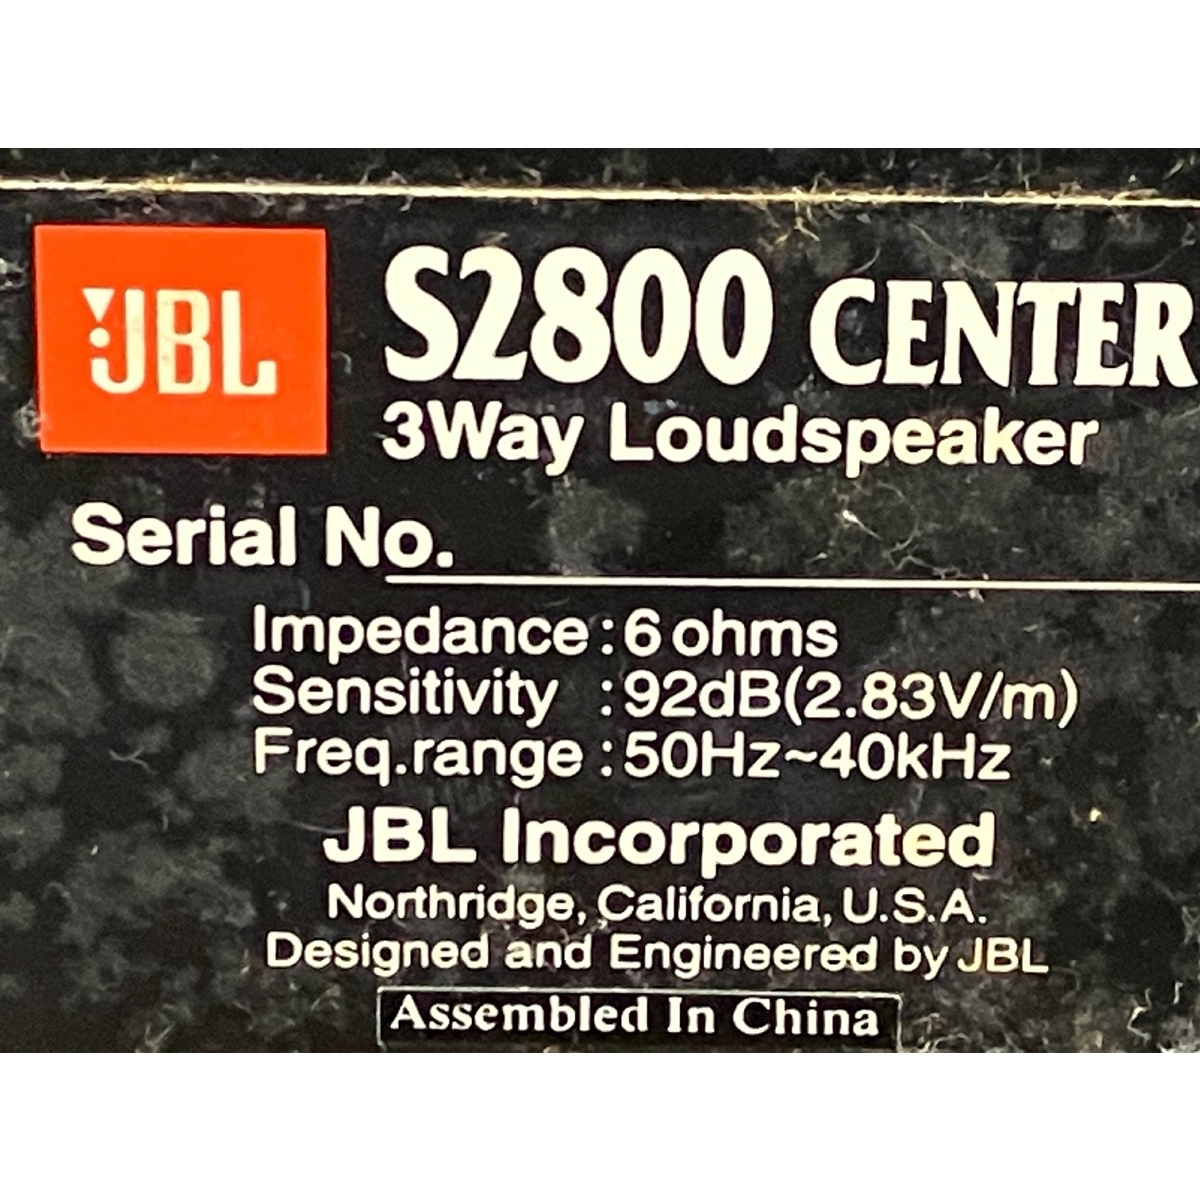 JBL
S2800 CENTER
3Way Loudspeaker
Serial No.
Impedance : 6 ohms
Sensitivity : 92dB(2.83V/m)
Freq.range : 50Hz~40kHz
JBL Incorporated
Northridge, California, U.S.A.
Designed and Engineered by JBL
Assembled In China